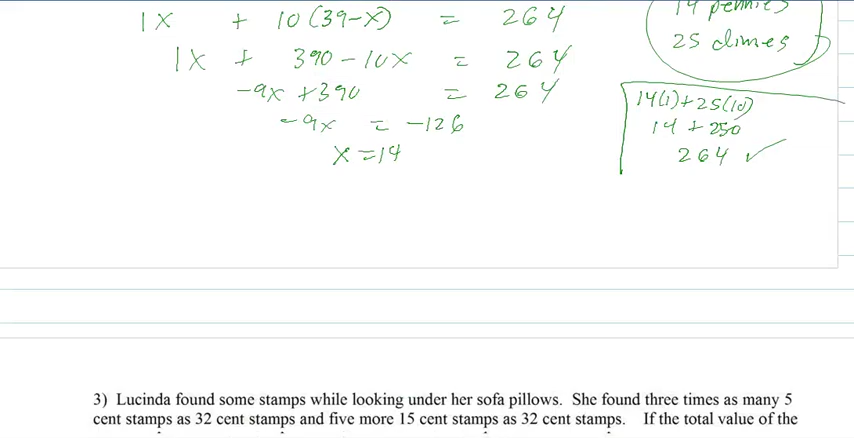 1x + 10(39-x) = 264
1x + 390-10x = 264
-9x +390 = 264
-9x = -126
x = 14
14 pennies
25 dimes
14(1)+25(10)
14 + 250
264 ✓
3) Lucinda found some stamps while looking under her sofa pillows. She found three times as many 5
cent stamps as 32 cent stamps and five more 15 cent stamps as 32 cent stamps. If the total value of the